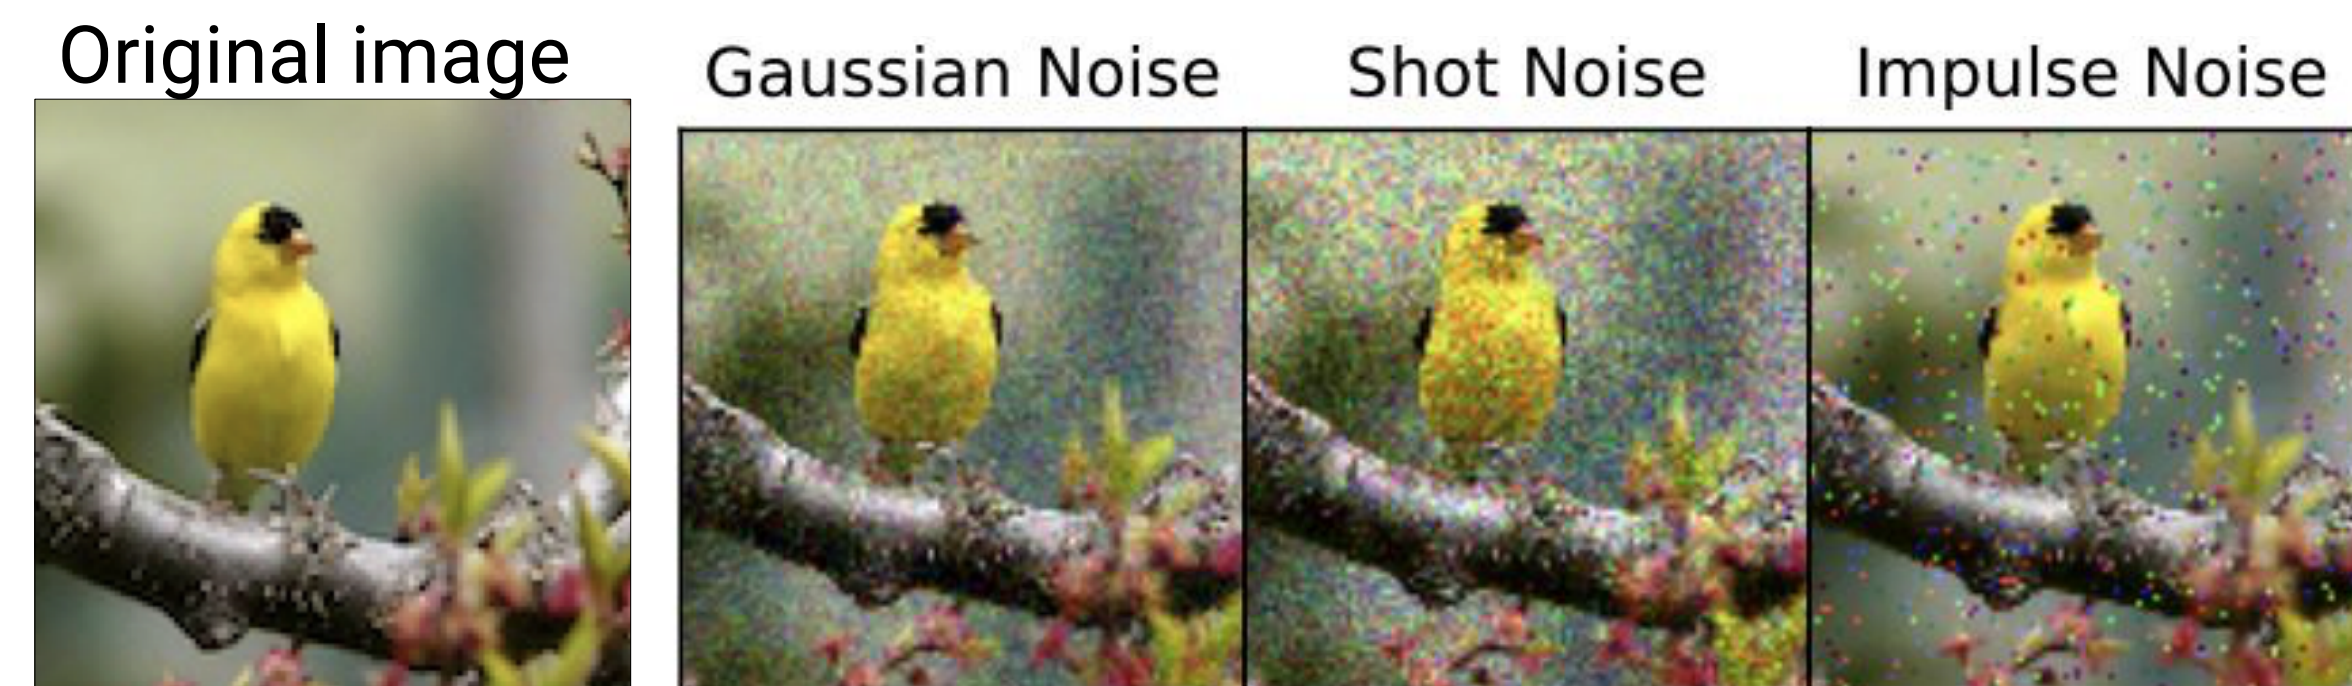 Original image
Gaussian Noise
Shot Noise
Impulse Noise